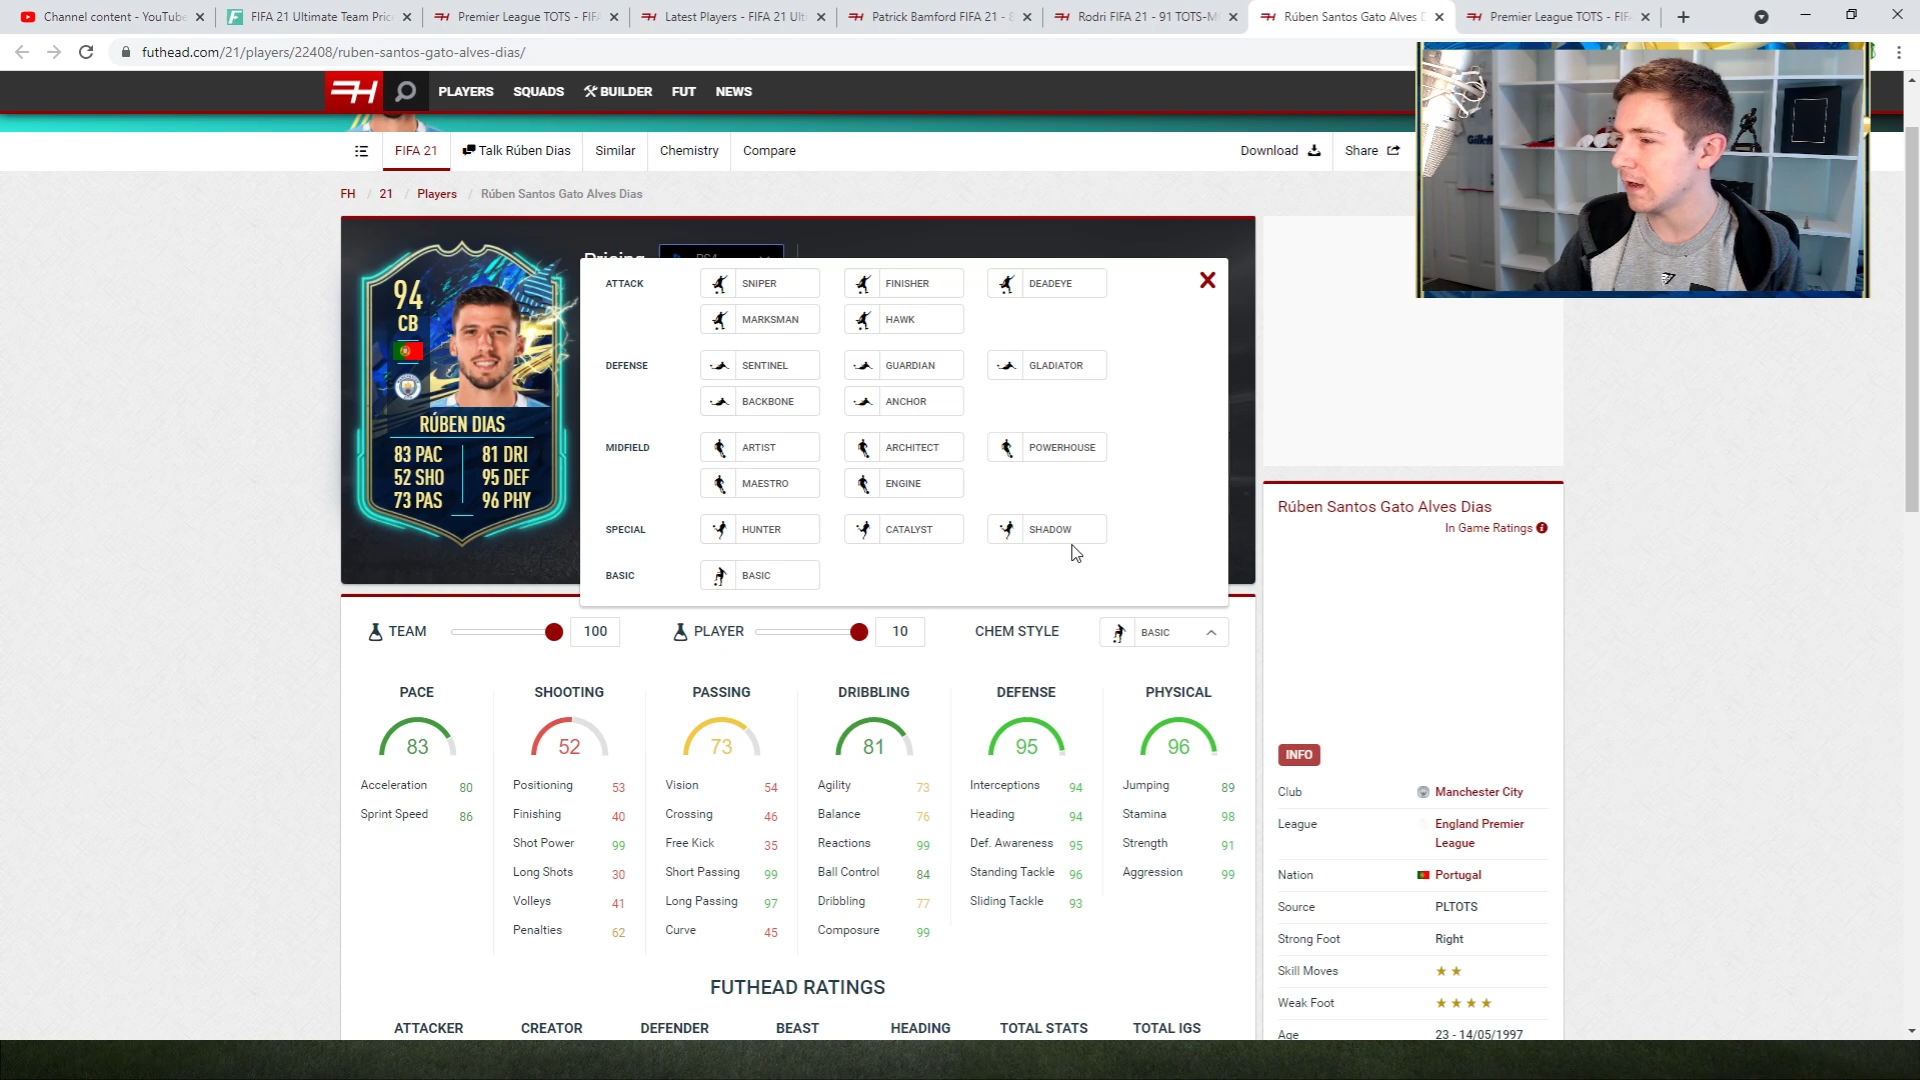 Channel content - YouTube
FIFA 21 Ultimate Team Pric
Premier League TOTS - FIFA
Latest Players - FIFA 21 Ulti
Patrick Bamford FIFA 21 - 8
Rodri FIFA 21 - 91 TOTS-M
Rúben Santos Gato Alves D
Premier League TOTS - FIFA
futhead.com/21/players/22408/ruben-santos-gato-alves-dias/
FH PLAYERS SQUADS BUILDER FUT NEWS
FIFA 21 Talk Rúben Dias Similar Chemistry Compare Download Share
FH / 21 / Players / Rúben Santos Gato Alves Dias
94
CB
RÚBEN DIAS
83 PAC 81 DRI
52 SHO 95 DEF
73 PAS 96 PHY
Pricing PS4
ATTACK SNIPER FINISHER DEADEYE
MARKSMAN HAWK
DEFENSE SENTINEL GUARDIAN GLADIATOR
BACKBONE ANCHOR
MIDFIELD ARTIST ARCHITECT POWERHOUSE
MAESTRO ENGINE
SPECIAL HUNTER CATALYST SHADOW
BASIC BASIC
TEAM 100 PLAYER 10 CHEM STYLE BASIC
PACE SHOOTING PASSING DRIBBLING DEFENSE PHYSICAL
83 52 73 81 95 96
Acceleration 80 Positioning 53 Vision 54 Agility 73 Interceptions 94 Jumping 89
Sprint Speed 86 Finishing 40 Crossing 46 Balance 76 Heading 94 Stamina 98
Shot Power 99 Free Kick 35 Reactions 99 Def. Awareness 95 Strength 91
Long Shots 30 Short Passing 99 Ball Control 84 Standing Tackle 96 Aggression 99
Volleys 41 Long Passing 97 Dribbling 77 Sliding Tackle 93
Penalties 62 Curve 45 Composure 99
FUTHEAD RATINGS
ATTACKER CREATOR DEFENDER BEAST HEADING TOTAL STATS TOTAL IGS
Rúben Santos Gato Alves Dias
In Game Ratings
INFO
Club Manchester City
League England Premier
League
Nation Portugal
Source PLTOTS
Strong Foot Right
Skill Moves
Weak Foot
Age 23 - 14/05/1997